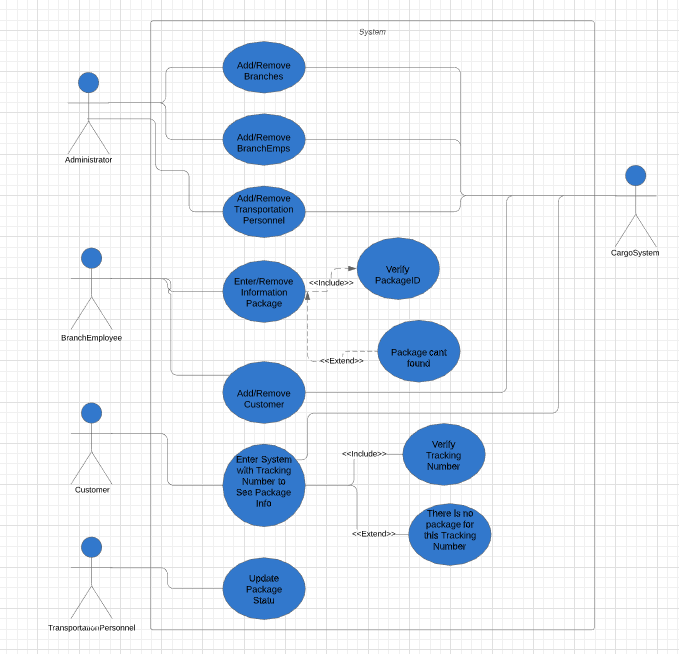 System
Add/Remove
Branches
Administrator
Add/Remove
BranchEmps
Add/Remove
Transportation
Personnel
CargoSystem
BranchEmployee
Enter/Remove
Information
Package
<<Include>>
Verify
PackageID
<<Extend>>
Package cant
found
Add/Remove
Customer
Customer
Enter System
with Tracking
Number to
See Package
Info
<<Include>>
Verify
Tracking
Number
<<Extend>>
There is no
package for
this Tracking
Number
TransportationPersonnel
Update
Package
Statu